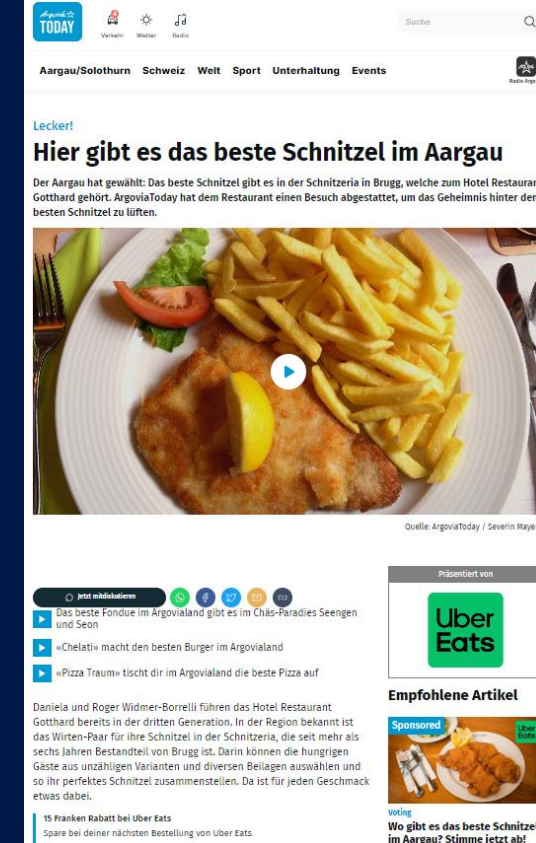 Argovia
TODAY
Verkehr Wetter Radio
Suche
Aargau/Solothurn Schweiz Welt Sport Unterhaltung Events
Lecker!
Hier gibt es das beste Schnitzel im Aargau
Der Aargau hat gewählt: Das beste Schnitzel gibt es in der Schnitzeria in Brugg, welche zum Hotel Restauran
Gotthard gehört. ArgoviaToday hat dem Restaurant einen Besuch abgestattet, um das Geheimnis hinter der
besten Schnitzel zu lüften.
Quelle: ArgoviaToday / Severin Maye
Jetzt mitdiskutieren
Das beste Fondue im Argovialand gibt es im Chäs-Paradies Seengen
und Seon
«Chelati» macht den besten Burger im Argovialand
«Pizza Traum» tischt dir im Argovialand die beste Pizza auf
Daniela und Roger Widmer-Borrelli führen das Hotel Restaurant
Gotthard bereits in der dritten Generation. In der Region bekannt ist
das Wirten-Paar für ihre Schnitzel in der Schnitzeria, die seit mehr als
sechs Jahren Bestandteil von Brugg ist. Darin können die hungrigen
Gäste aus unzähligen Varianten und diversen Beilagen auswählen und
so ihr perfektes Schnitzel zusammenstellen. Da ist für jeden Geschmack
etwas dabei.
15 Franken Rabatt bei Uber Eats
Spare bei deiner nächsten Bestellung von Uber Eats.
Präsentiert von
Uber
Eats
Empfohlene Artikel
Sponsored
Uber
Eats
Voting
Wo gibt es das beste Schnitzel
im Aargau? Stimme jetzt ab!